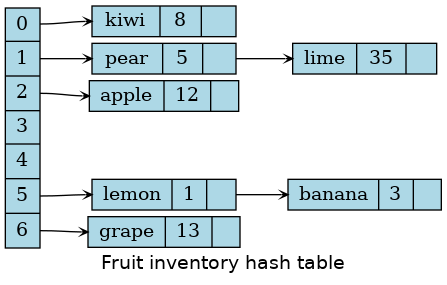 0 kiwi 8
1 pear 5 lime 35
2 apple 12
3
4
5 lemon 1 banana 3
6 grape 13
Fruit inventory hash table